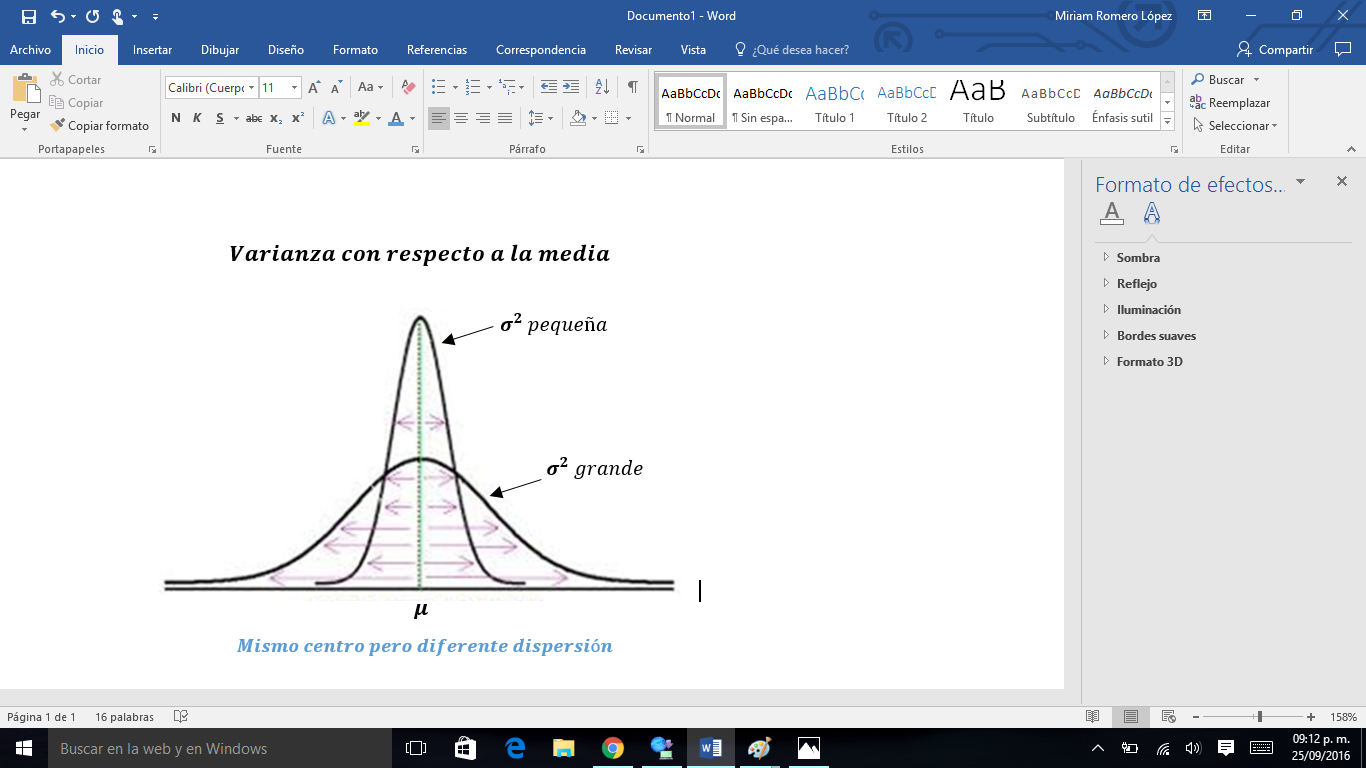 Documento1 - Word
Miriam Romero López
Archivo Inicio Insertar Dibujar Diseño Formato Referencias Correspondencia Revisar Vista ¿Qué desea hacer? Compartir
Pegar
Cortar
Copiar
Copiar formato
Calibri (Cuerpo 11 Aa
N K S abc x₂ x² A ab A
AaBbCcDc AaBbCcDc AaBbCc AaBbCcD AaB AaBbCcD AaBbCcDc
¶ Normal ¶ Sin espa... Título 1 Título 2 Título Subtítulo Énfasis sutil
Buscar
Reemplazar
Seleccionar
Portapapeles Fuente Párrafo Estilos Editar
Formato de efectos...
Sombra
Reflejo
Iluminación
Bordes suaves
Formato 3D
Varianza con respecto a la media
σ² pequeña
σ² grande
μ
Mismo centro pero diferente dispersión
Página 1 de 1 16 palabras 158%
Buscar en la web y en Windows
09:12 p. m.
25/09/2016